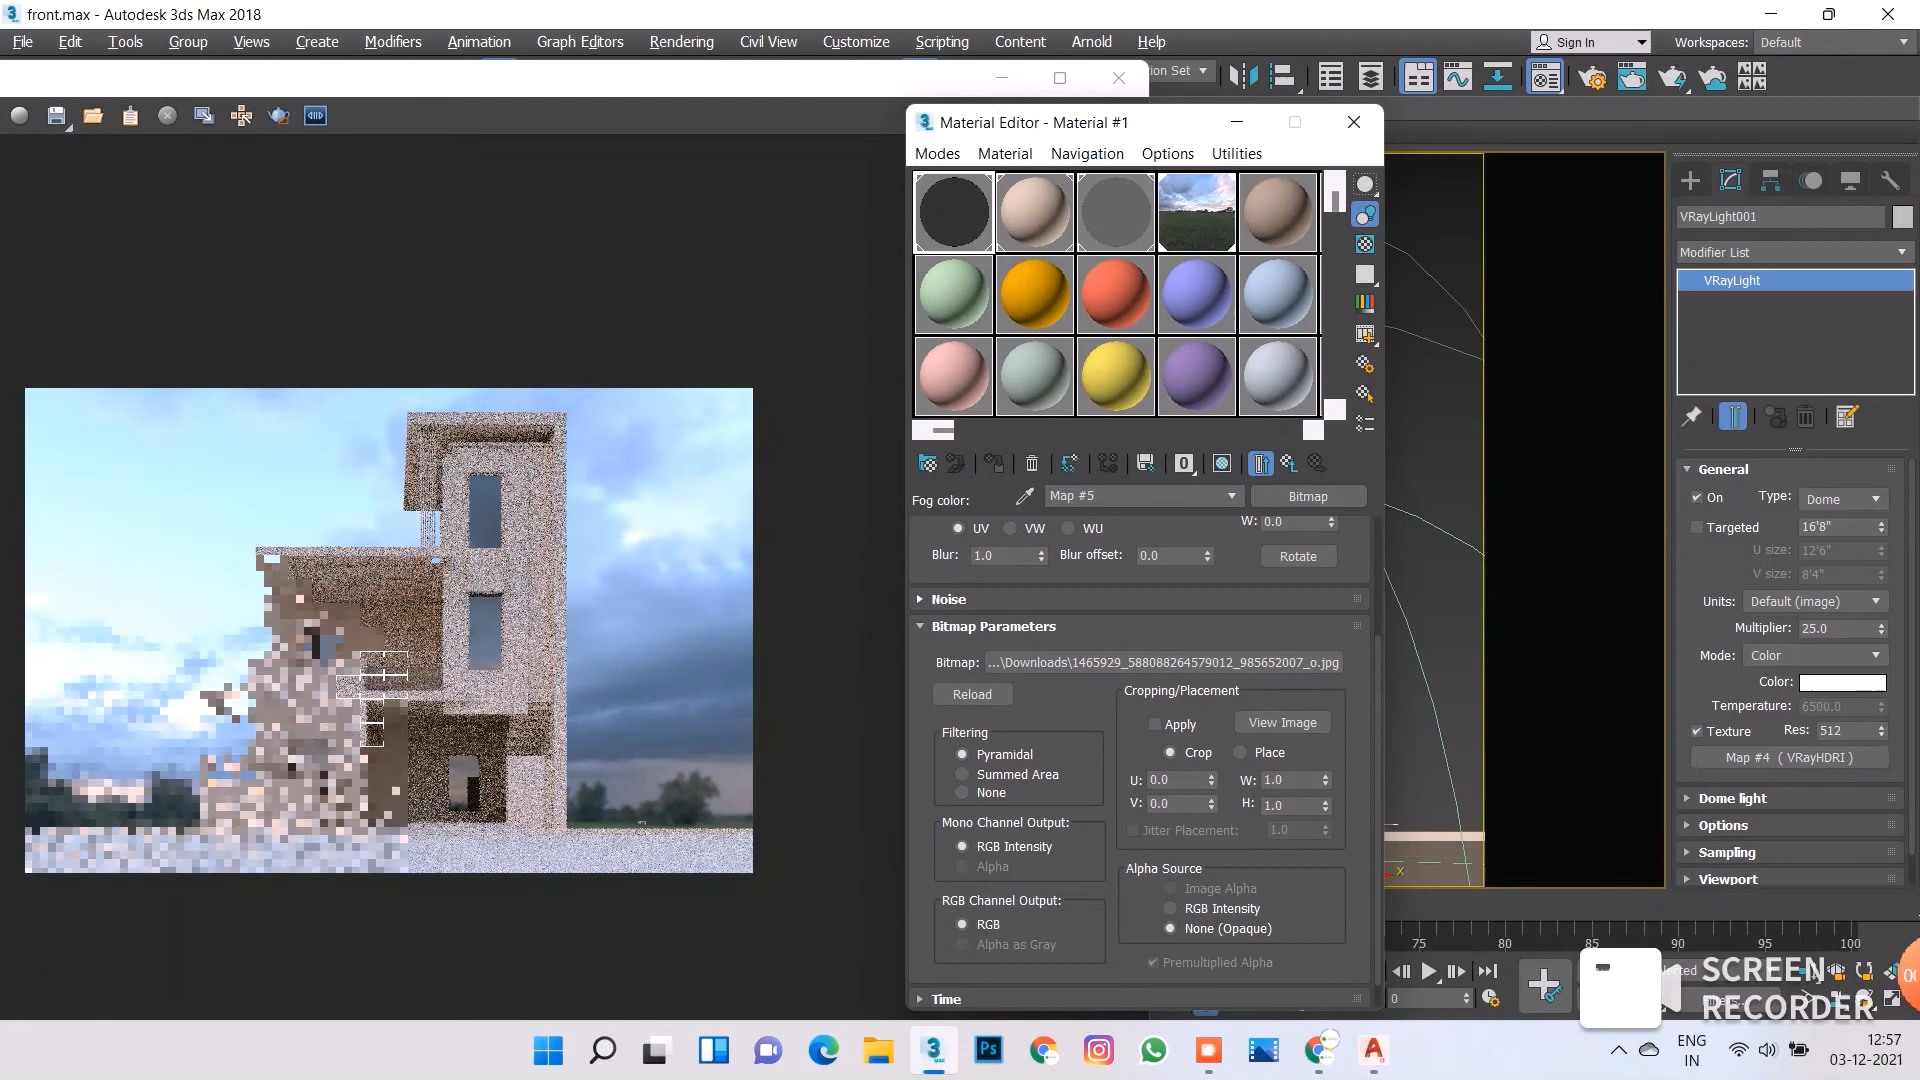 front.max - Autodesk 3ds Max 2018
File Edit Tools Group Views Create Modifiers Animation Graph Editors Rendering Civil View Customize Scripting Content Arnold Help
Sign In
Workspaces: Default
ion Set
Material Editor - Material #1
Modes Material Navigation Options Utilities
0
Fog color: Map #5 Bitmap
UV VW WU W: 0.0
Blur: 1.0 Blur offset: 0.0 Rotate
Noise
Bitmap Parameters
Bitmap: ...\Downloads\1465929_588088264579012_985652007_o.jpg
Reload
Cropping/Placement
Apply View Image
Crop Place
U: 0.0 W: 1.0
V: 0.0 H: 1.0
Jitter Placement: 1.0
Filtering
Pyramidal
Summed Area
None
Mono Channel Output:
RGB Intensity
Alpha
RGB Channel Output:
RGB
Alpha as Gray
Alpha Source
Image Alpha
RGB Intensity
None (Opaque)
Premultiplied Alpha
Time
VRayLight001
Modifier List
VRayLight
General
On Type: Dome
Targeted 16'8"
U size: 12'6"
V size: 8'4"
Units: Default (image)
Multiplier: 25.0
Mode: Color
Color:
Temperature: 6500.0
Texture Res: 512
Map #4 ( VRayHDRI )
Dome light
Options
Sampling
Viewport
x
75 80 85 90 95 100
0
lected
SCREEN
RECORDER
00
ENG
IN
12:57
03-12-2021